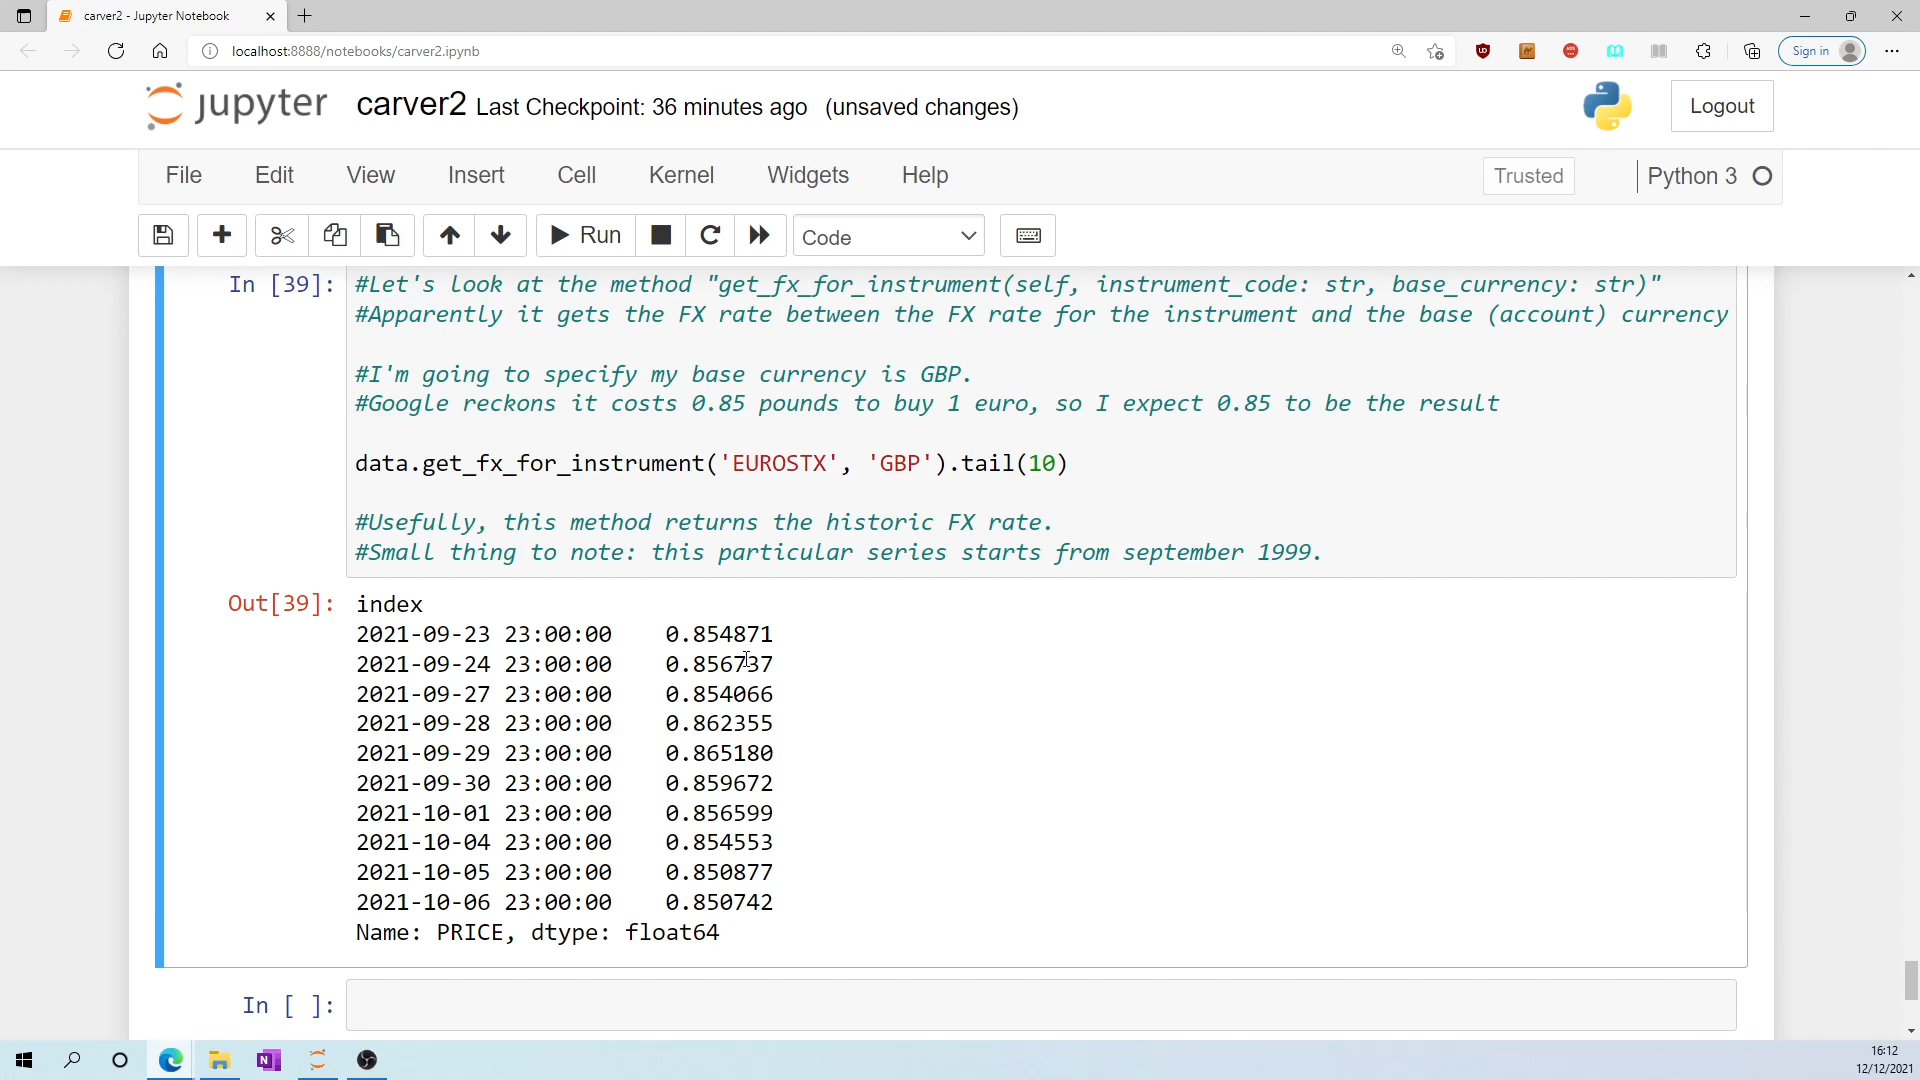 carver2 - Jupyter Notebook
localhost:8888/notebooks/carver2.ipynb
Sign in
jupyter carver2 Last Checkpoint: 36 minutes ago (unsaved changes)
Logout
File Edit View Insert Cell Kernel Widgets Help
Trusted
Python 3
Run
Code
In [39]: #Let's look at the method "get_fx_for_instrument(self, instrument_code: str, base_currency: str)"
#Apparently it gets the FX rate between the FX rate for the instrument and the base (account) currency
#I'm going to specify my base currency is GBP.
#Google reckons it costs 0.85 pounds to buy 1 euro, so I expect 0.85 to be the result
data.get_fx_for_instrument('EUROSTX', 'GBP').tail(10)
#Usefully, this method returns the historic FX rate.
#Small thing to note: this particular series starts from september 1999.
Out[39]: index
2021-09-23 23:00:00 0.854871
2021-09-24 23:00:00 0.856737
2021-09-27 23:00:00 0.854066
2021-09-28 23:00:00 0.862355
2021-09-29 23:00:00 0.865180
2021-09-30 23:00:00 0.859672
2021-10-01 23:00:00 0.856599
2021-10-04 23:00:00 0.854553
2021-10-05 23:00:00 0.850877
2021-10-06 23:00:00 0.850742
Name: PRICE, dtype: float64
In [ ]:
16:12
12/12/2021